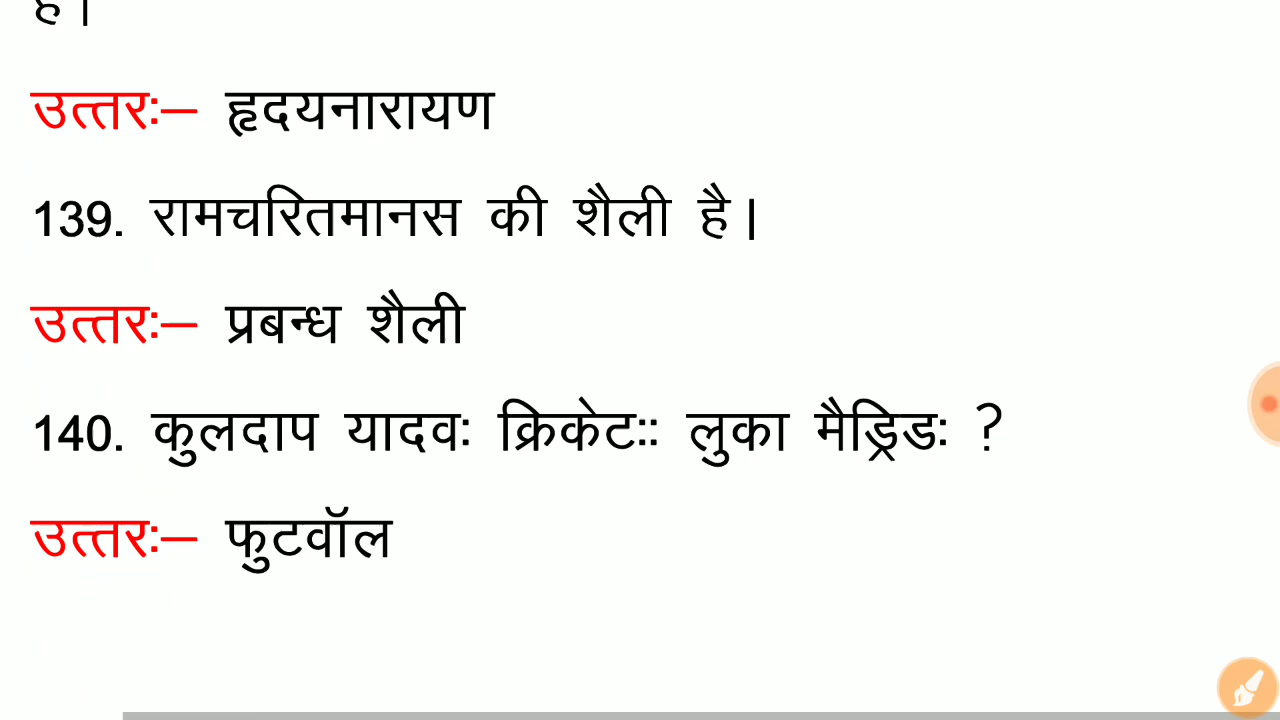 है।
उत्तरः– हृदयनारायण
139. रामचरितमानस की शैली है।
उत्तरः– प्रबन्ध शैली
140. कुलदाप यादवः क्रिकेटःः लुका मैड्रिडः ?
उत्तरः– फुटवॉल